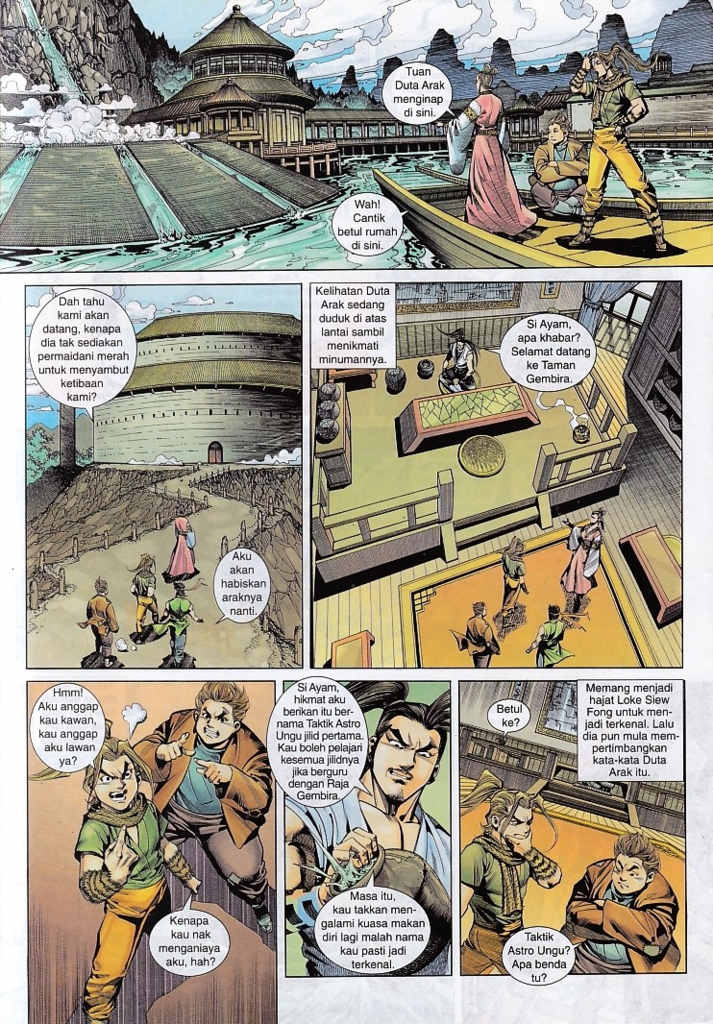 Tuan
Duta Arak
menginap
di sini.
Wah!
Cantik
betul rumah
di sini.
Dah tahu
kami akan
datang, kenapa
dia tak sediakan
permaidani merah
untuk menyambut
ketibaan
kami?
Aku
akan
habiskan
araknya
nanti.
Kelihatan Duta
Arak sedang
duduk di atas
lantai sambil
menikmati
minumannya.
Si Ayam,
apa khabar?
Selamat datang
ke Taman
Gembira.
Hmm!
Aku anggap
kau kawan,
kau anggap
aku lawan
ya?
Kenapa
kau nak
menganiaya
aku, hah?
Si Ayam,
hikmat aku
berikan itu ber-
nama Taktik Astro
Ungu jilid pertama.
Kau boleh pelajari
kesemua jilidnya
jika berguru
dengan Raja
Gembira.
Masa itu,
kau takkan men-
galami kuasa makan
diri lagi malah nama
kau pasti jadi
terkenal.
Betul
ke?
Memang menjadi
hajat Loke Siew
Fong untuk men-
jadi terkenal. Lalu
dia pun mula mem-
pertimbangkan
kata-kata Duta
Arak itu.
Taktik
Astro Ungu?
Apa benda
tu?